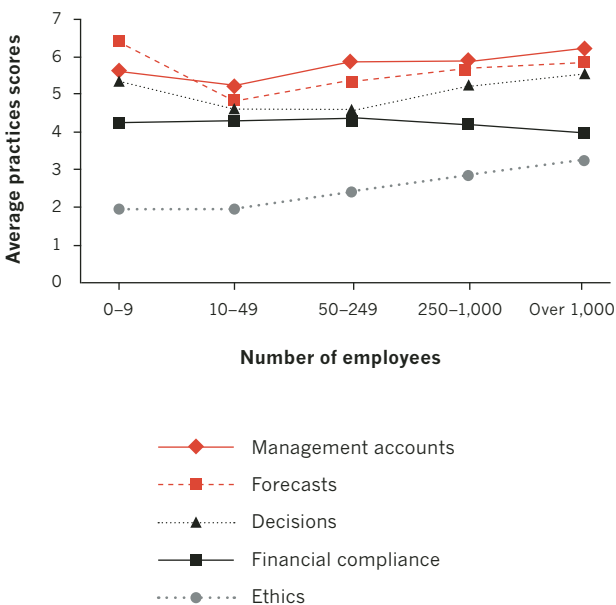 Average practices scores
7
6
5
4
3
2
1
0
0–9 10–49 50–249 250–1,000 Over 1,000
Number of employees
Management accounts
Forecasts
Decisions
Financial compliance
Ethics